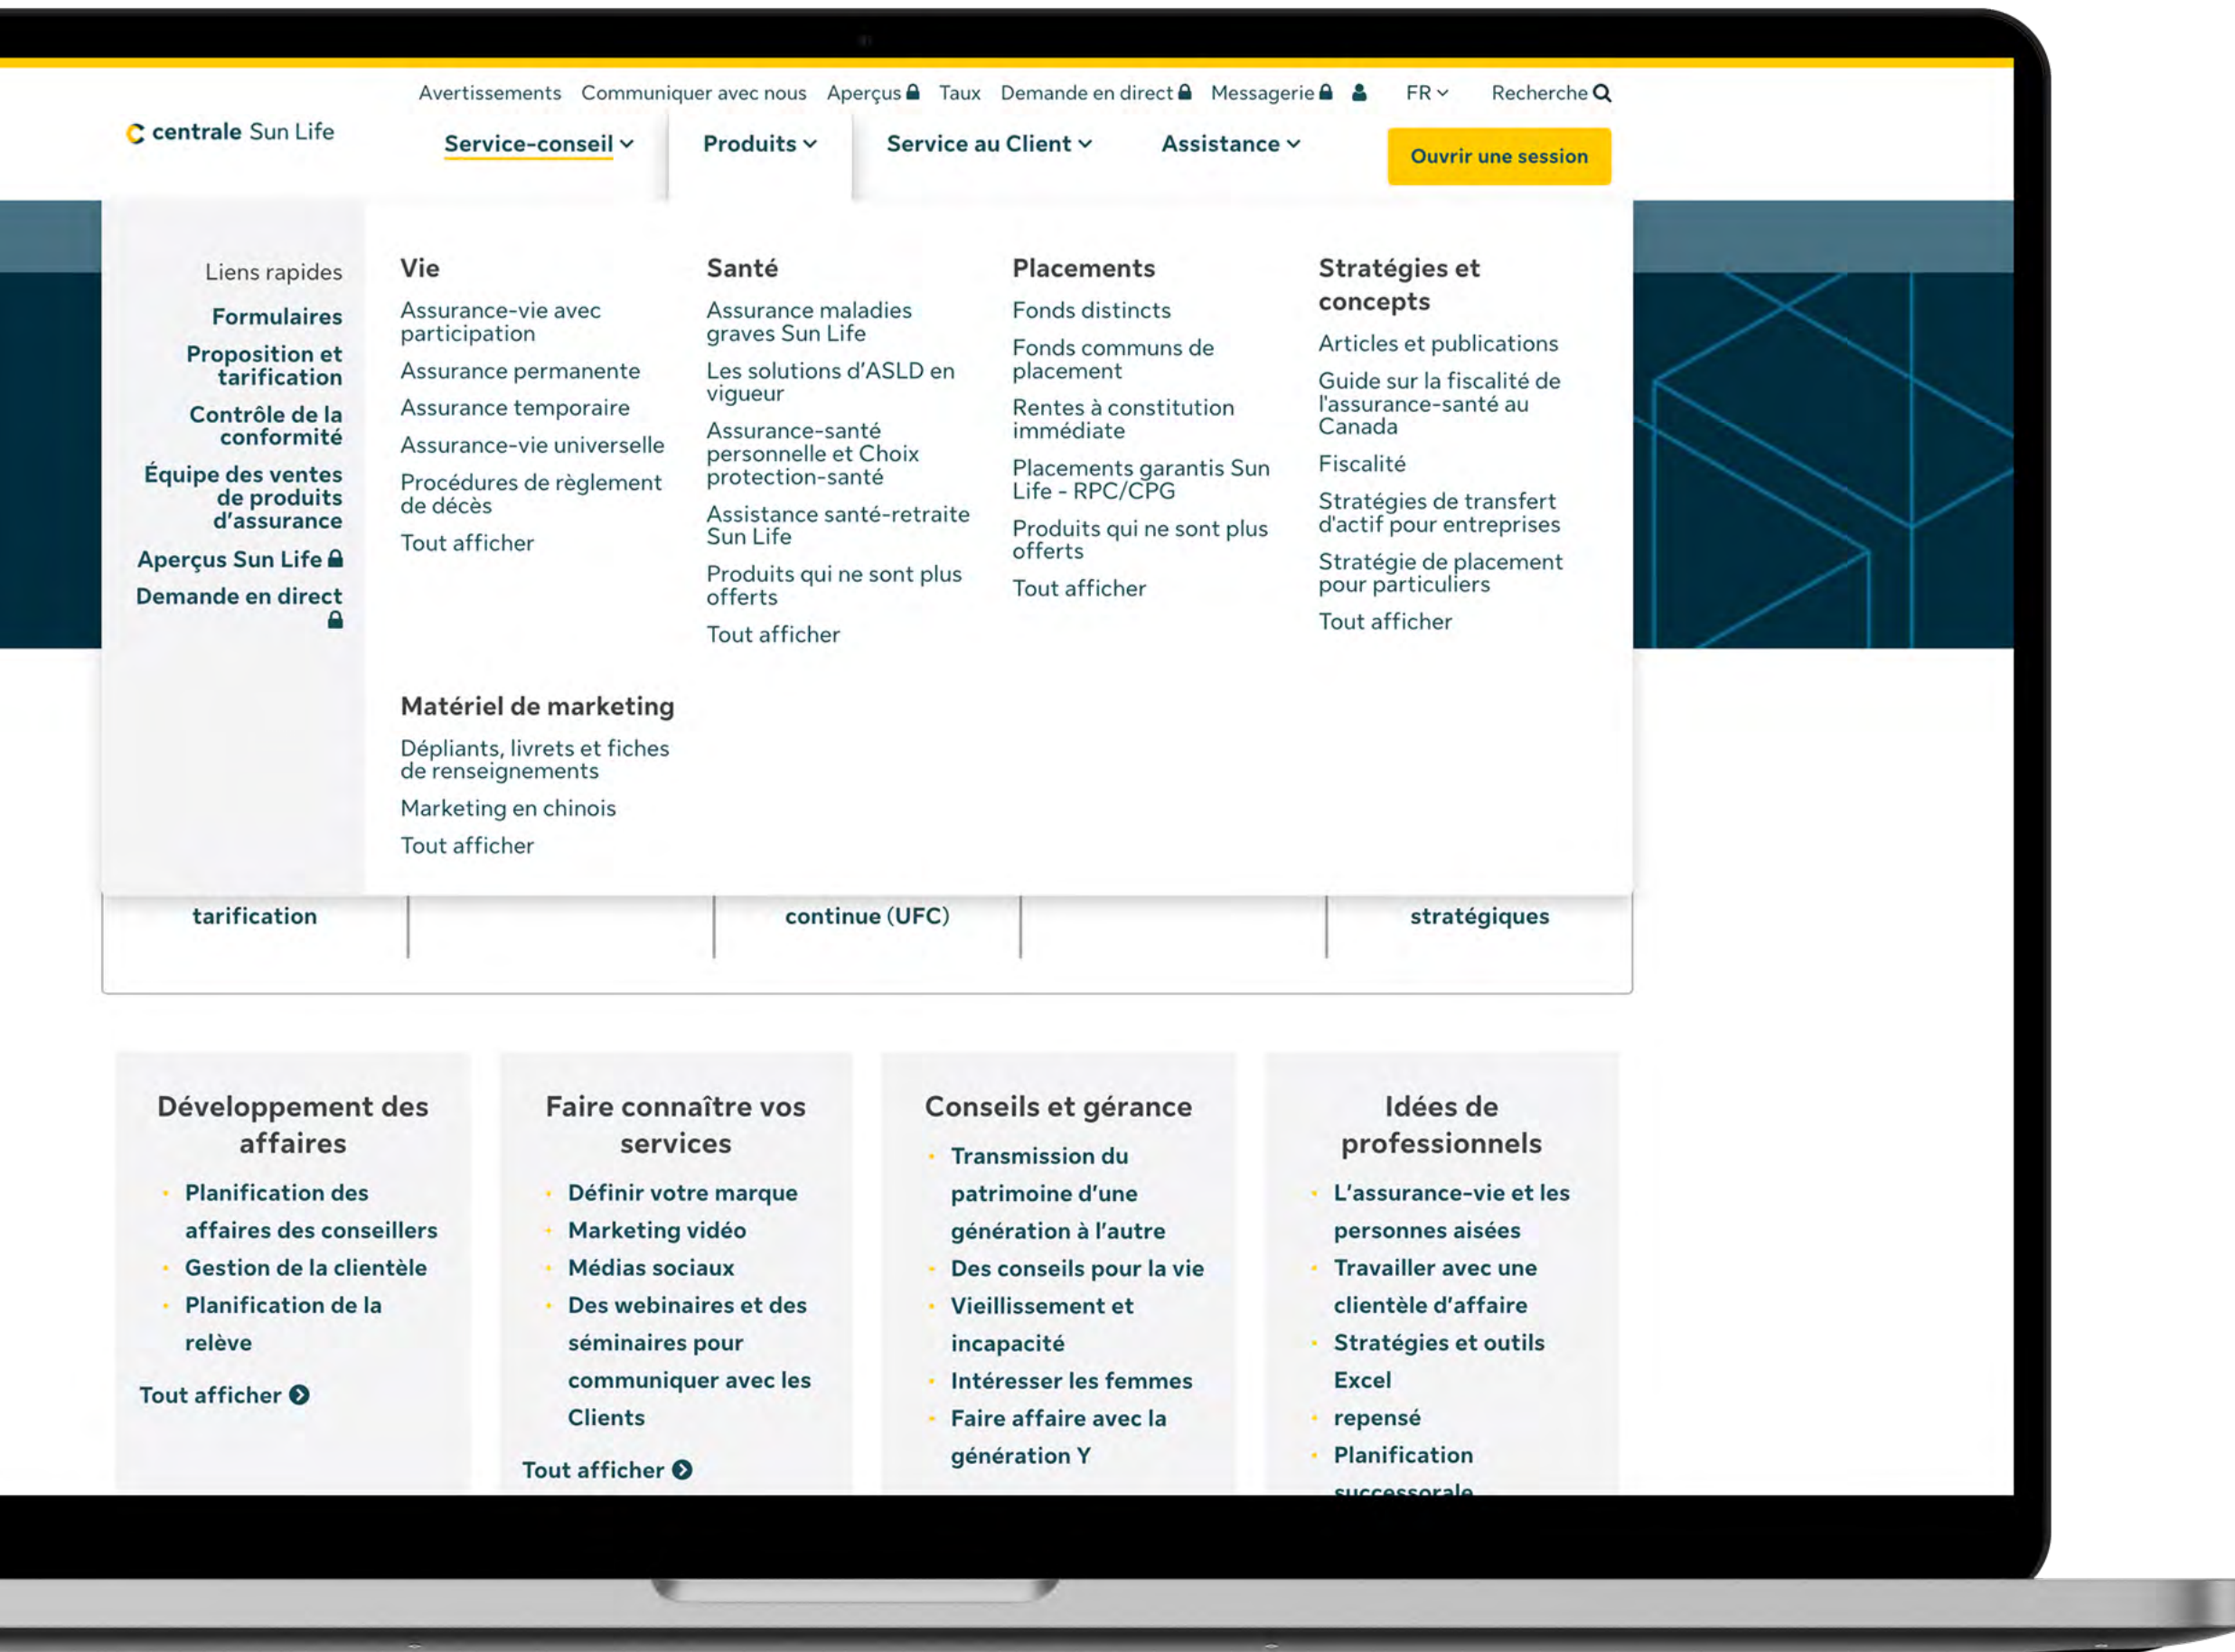 Avertissements Communiquer avec nous Aperçus Taux Demande en direct Messagerie FR Recherche
centrale Sun Life
Service-conseil Produits Service au Client Assistance
Ouvrir une session
Liens rapides
Formulaires
Proposition et
tarification
Contrôle de la
conformité
Équipe des ventes
de produits
d'assurance
Aperçus Sun Life
Demande en direct
Vie
Assurance-vie avec
participation
Assurance permanente
Assurance temporaire
Assurance-vie universelle
Procédures de règlement
de décès
Tout afficher
Santé
Assurance maladies
graves Sun Life
Les solutions d'ASLD en
vigueur
Assurance-santé
personnelle et Choix
protection-santé
Assistance santé-retraite
Sun Life
Produits qui ne sont plus
offerts
Tout afficher
Placements
Fonds distincts
Fonds communs de
placement
Rentes à constitution
immédiate
Placements garantis Sun
Life - RPC/CPG
Produits qui ne sont plus
offerts
Tout afficher
Stratégies et
concepts
Articles et publications
Guide sur la fiscalité de
l'assurance-santé au
Canada
Fiscalité
Stratégies de transfert
d'actif pour entreprises
Stratégie de placement
pour particuliers
Tout afficher
Matériel de marketing
Dépliants, livrets et fiches
de renseignements
Marketing en chinois
Tout afficher
tarification
continue (UFC)
stratégiques
Développement des
affaires
Planification des
affaires des conseillers
Gestion de la clientèle
Planification de la
relève
Tout afficher
Faire connaître vos
services
Définir votre marque
Marketing vidéo
Médias sociaux
Des webinaires et des
séminaires pour
communiquer avec les
Clients
Tout afficher
Conseils et gérance
Transmission du
patrimoine d'une
génération à l'autre
Des conseils pour la vie
Vieillissement et
incapacité
Intéresser les femmes
Faire affaire avec la
génération Y
Idées de
professionnels
L'assurance-vie et les
personnes aisées
Travailler avec une
clientèle d'affaire
Stratégies et outils
Excel
repensé
Planification
successorale